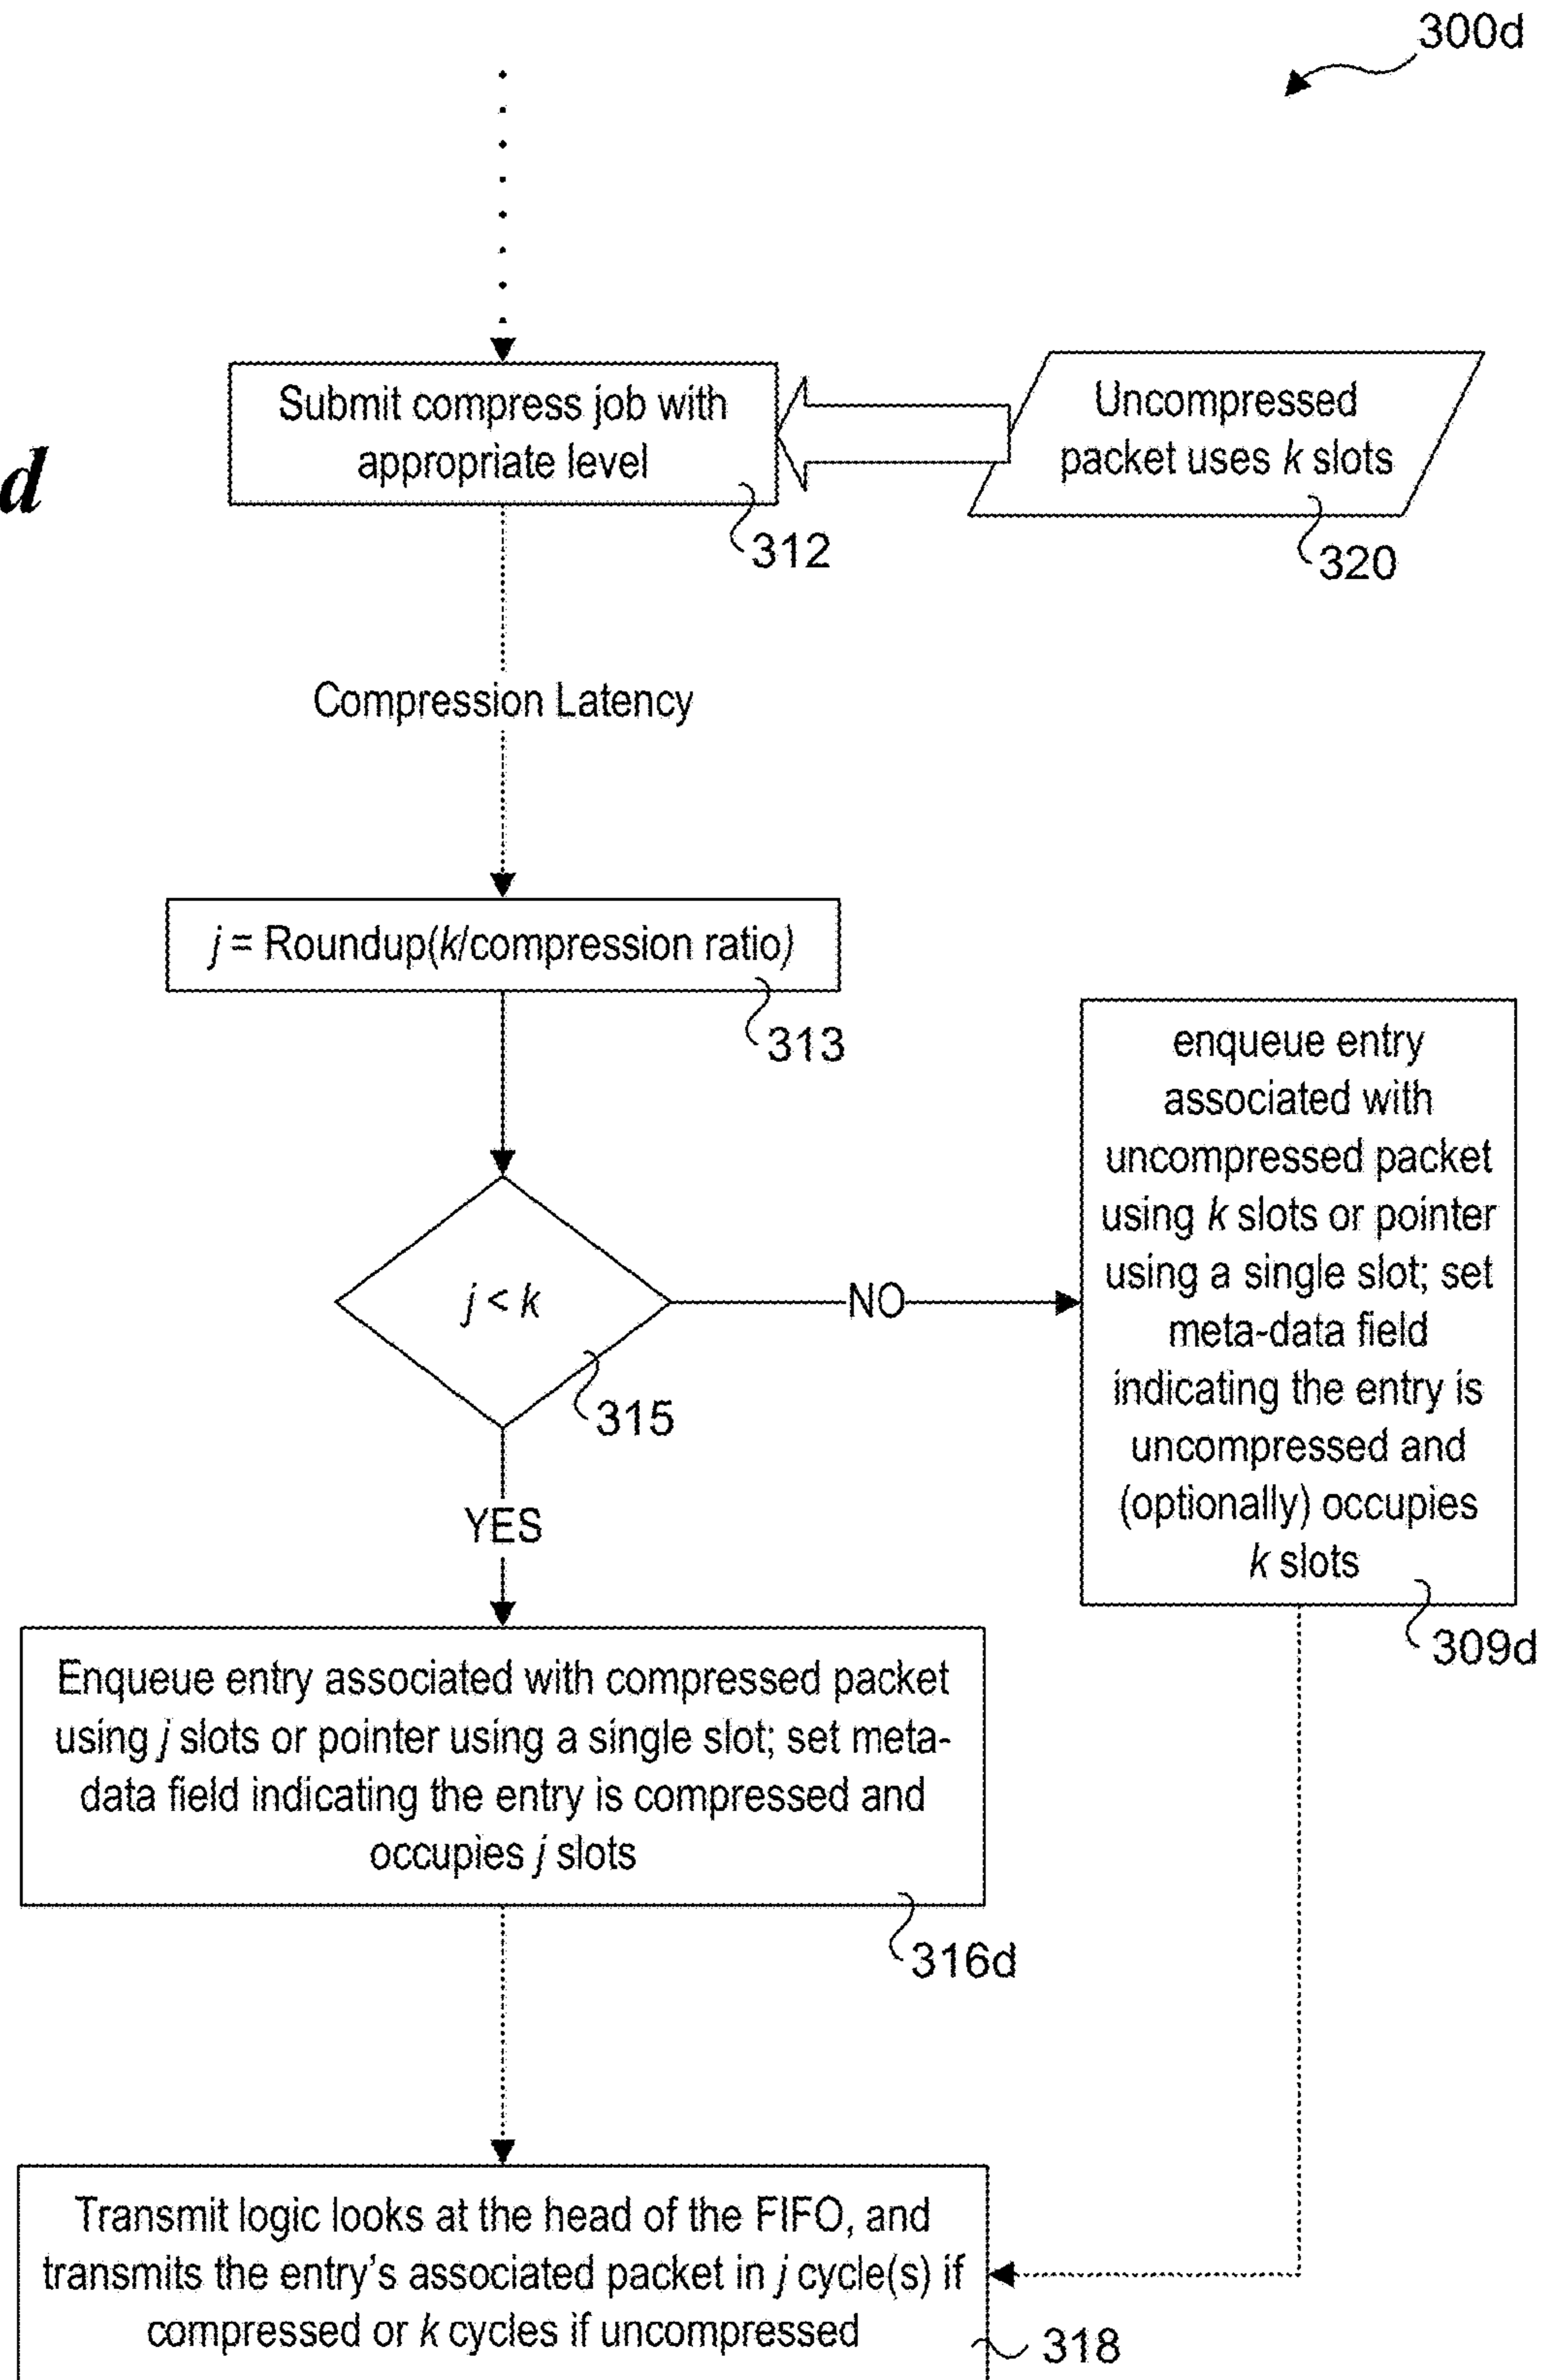 300d
Submit compress job with
appropriate level
312
Uncompressed
packet uses k slots
320
d
Compression Latency
j = Roundup(k/compression ratio)
313
j < k
315
NO
YES
enqueue entry
associated with
uncompressed packet
using k slots or pointer
using a single slot; set
meta-data field
indicating the entry is
uncompressed and
(optionally) occupies
k slots
309d
Enqueue entry associated with compressed packet
using j slots or pointer using a single slot; set meta-
data field indicating the entry is compressed and
occupies j slots
316d
Transmit logic looks at the head of the FIFO, and
transmits the entry's associated packet in j cycle(s) if
compressed or k cycles if uncompressed
318